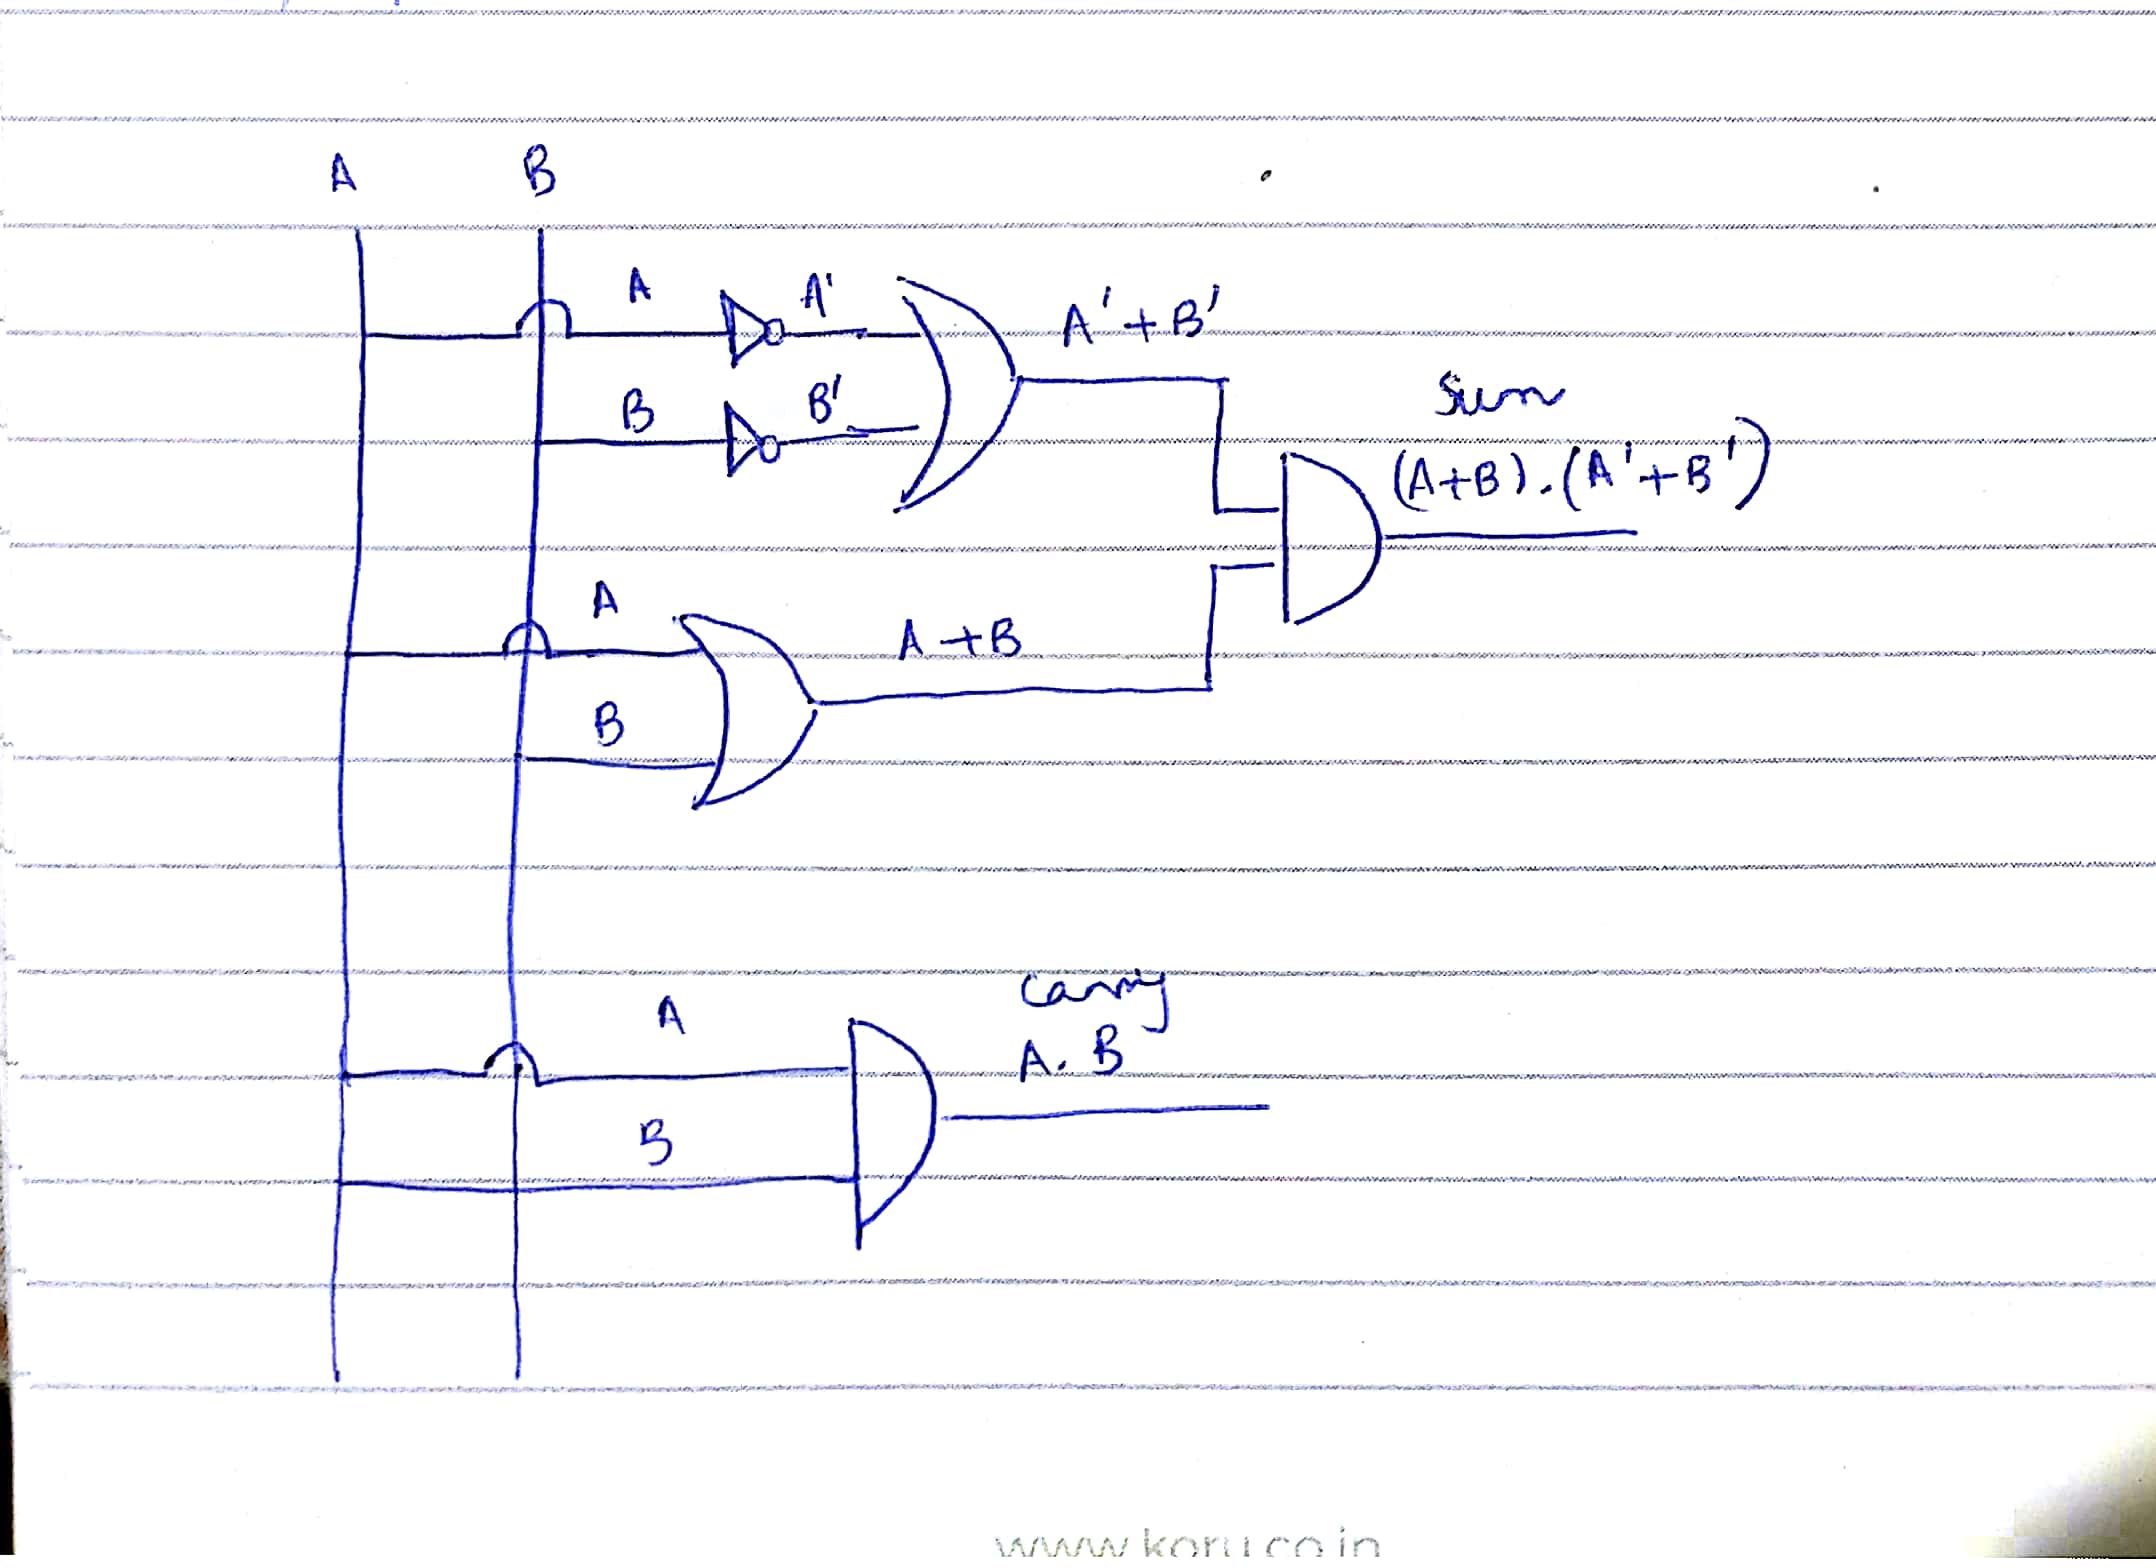 A B
A A' A' + B'
B B'
Sum
(A+B).(A'+B')
A
A + B
B
Carry
A
A. B
B
www.koru.co.in